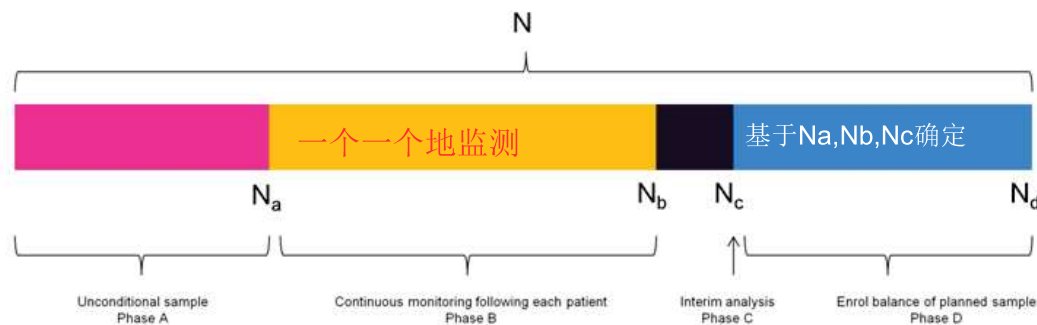 N
一个一个地监测
基于Na,Nb,Nc确定
Na
Nb
Nc
Nd
Unconditional sample
Phase A
Continuous monitoring following each patient
Phase B
Interim analysis
Phase C
Enrol balance of planned sample
Phase D